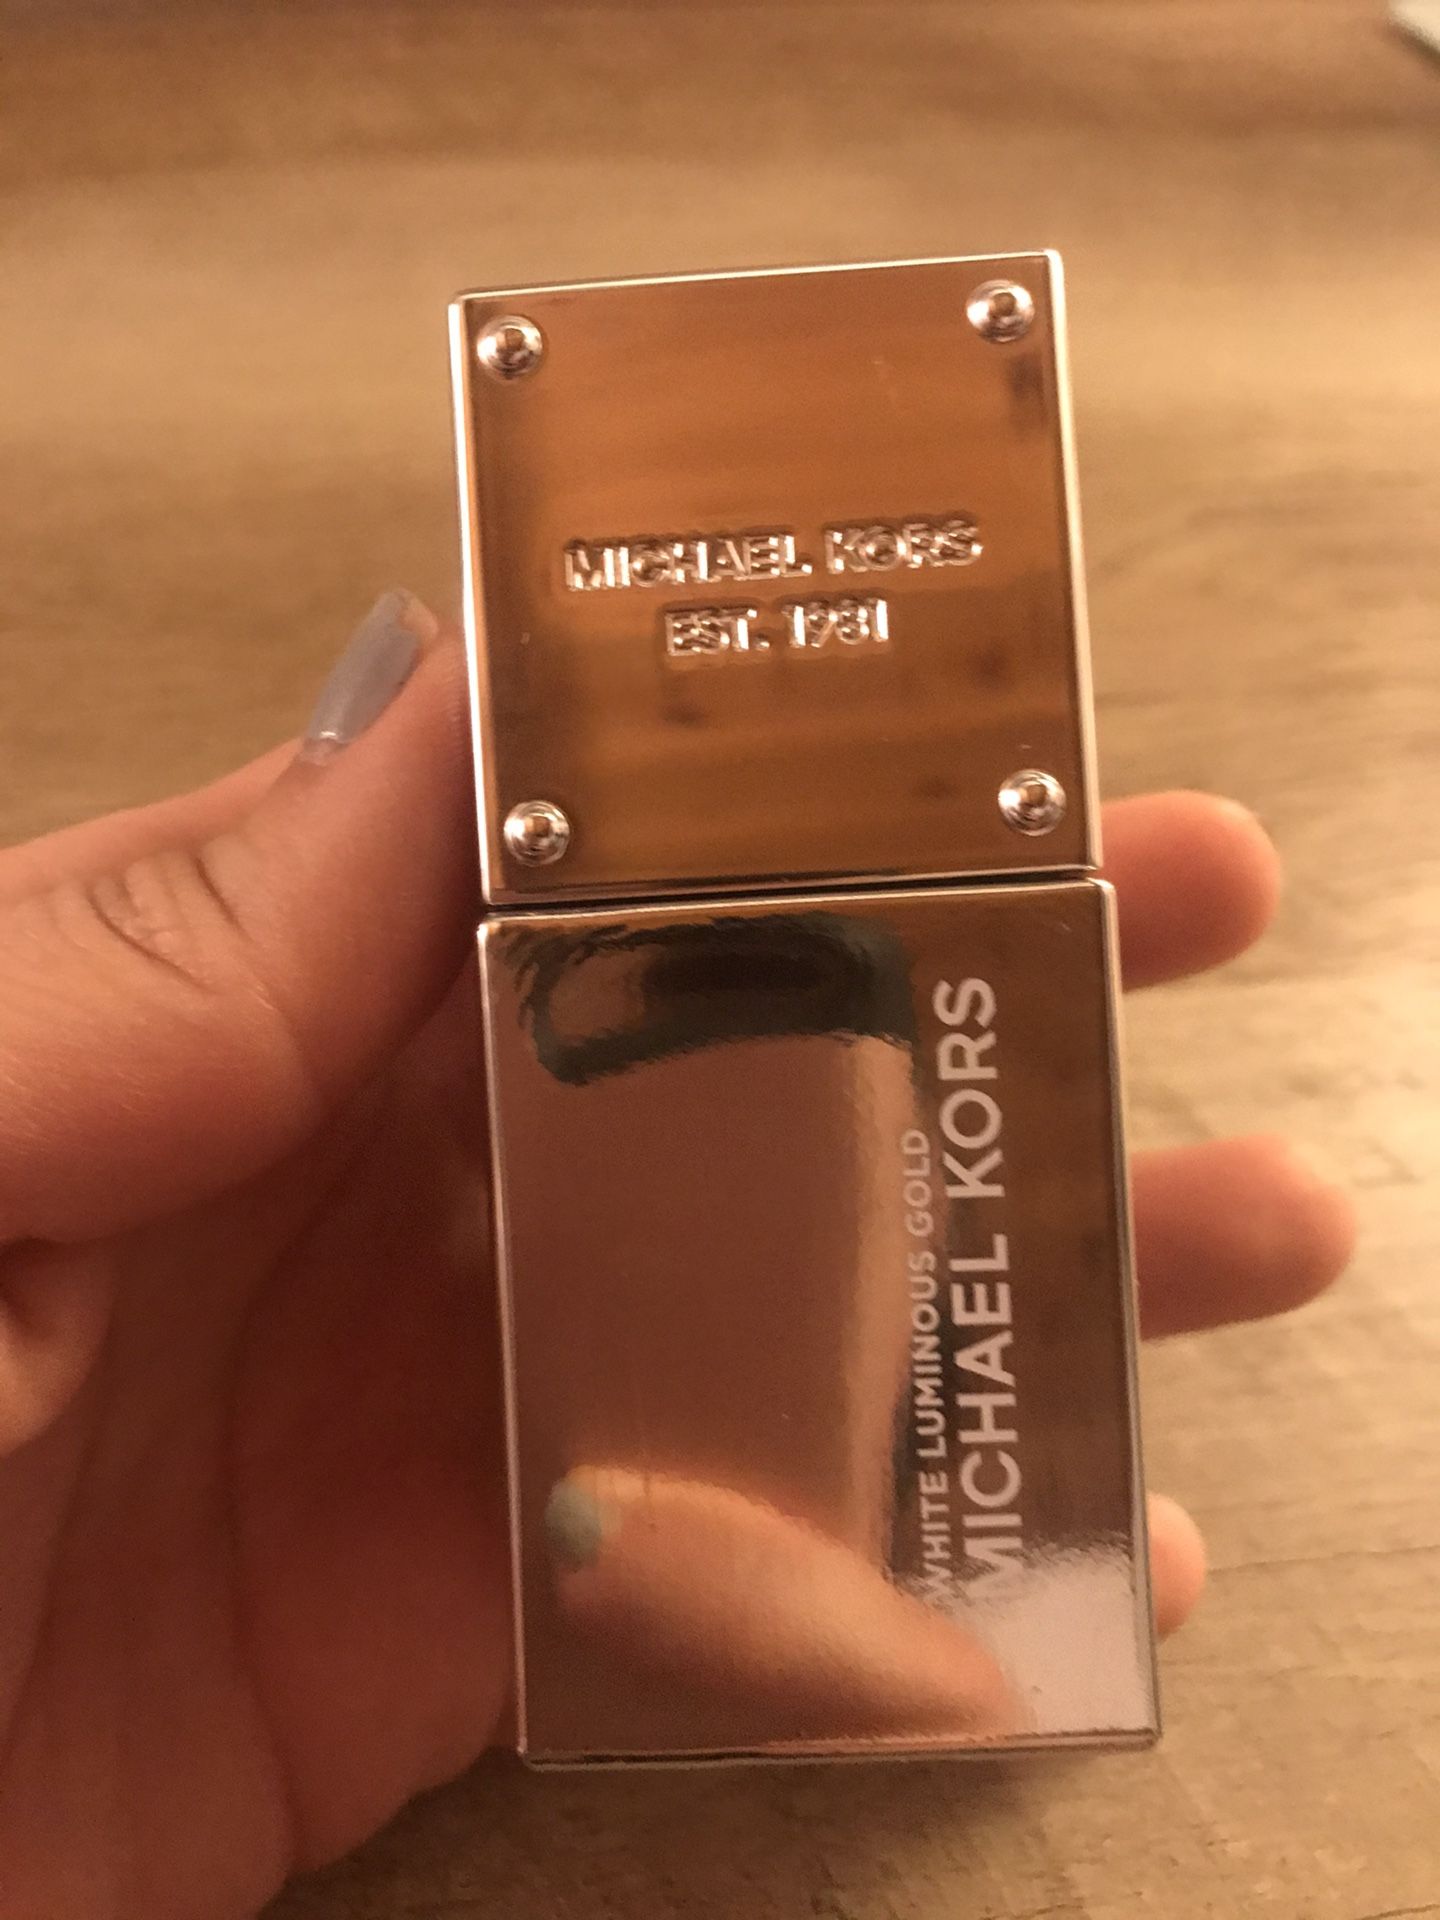 MICHAEL KORS
EST. 1981
WHITE LUMINOUS GOLD
MICHAEL KORS